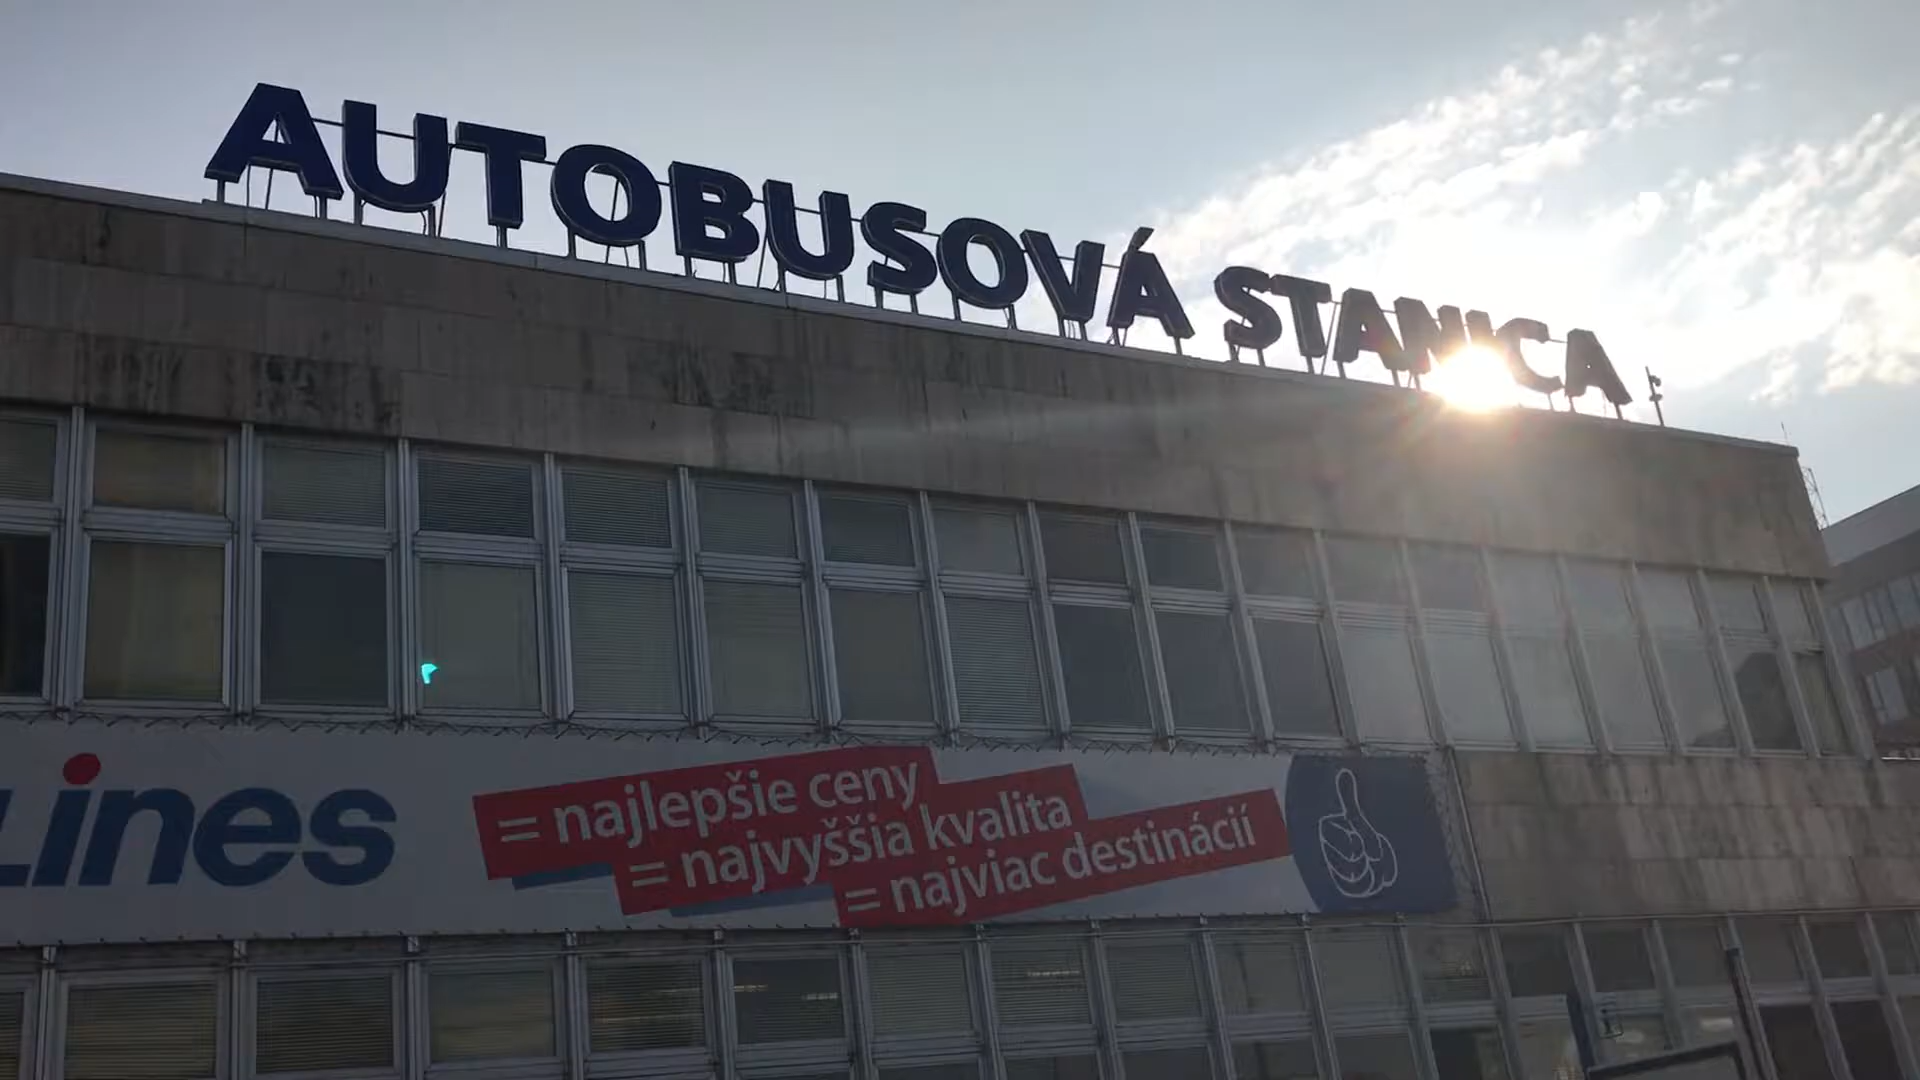 AUTOBUSOVÁ STANICA
Lines
= najlepšie ceny
= najvyššia kvalita
= najviac destinácií